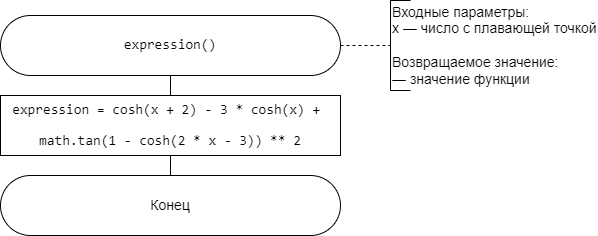 expression()
Входные параметры:
x — число с плавающей точкой
Возвращаемое значение:
— значение функции
expression = cosh(x + 2) - 3 * cosh(x) +
math.tan(1 - cosh(2 * x - 3)) ** 2
Конец